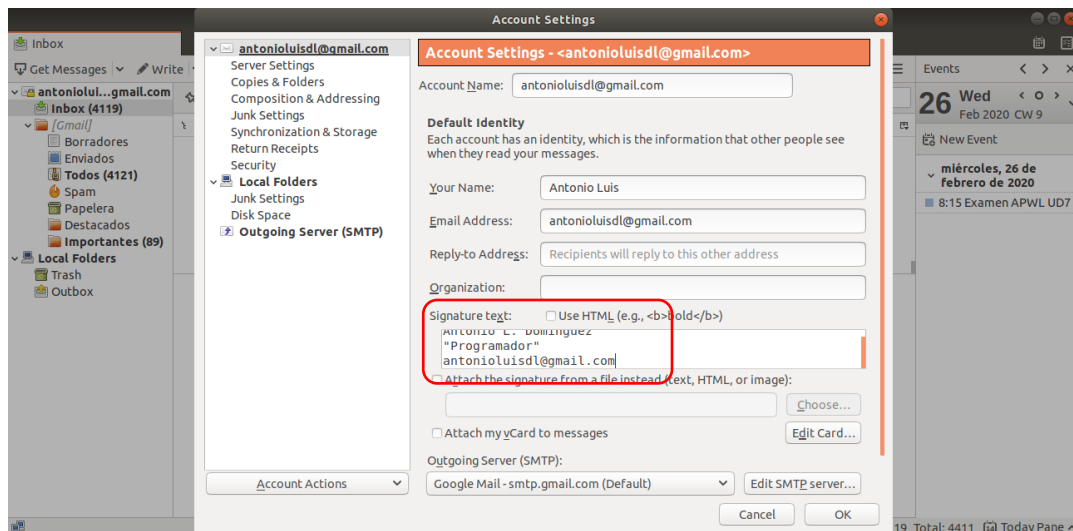 Account Settings
Inbox
Get Messages
Write
antoniolui...gmail.com
Inbox (4119)
[Gmail]
Borradores
Enviados
Todos (4121)
Spam
Papelera
Destacados
Importantes (89)
Local Folders
Trash
Outbox
antonioluisdl@gmail.com
Server Settings
Copies & Folders
Composition & Addressing
Junk Settings
Synchronization & Storage
Return Receipts
Security
Local Folders
Junk Settings
Disk Space
Outgoing Server (SMTP)
Account Actions
Account Settings - <antonioluisdl@gmail.com>
Account Name: antonioluisdl@gmail.com
Default Identity
Each account has an identity, which is the information that other people see
when they read your messages.
Your Name: Antonio Luis
Email Address: antonioluisdl@gmail.com
Reply-to Address: Recipients will reply to this other address
Organization:
Signature text: Use HTML (e.g., <b>bold</b>)
Antonio L. Domínguez
"Programador"
antonioluisdl@gmail.com
Attach the signature from a file instead (text, HTML, or image):
Choose...
Attach my vCard to messages
Edit Card...
Outgoing Server (SMTP):
Google Mail - smtp.gmail.com (Default)
Edit SMTP server...
Cancel
OK
Events
26 Wed
Feb 2020 CW 9
New Event
miércoles, 26 de
febrero de 2020
8:15 Examen APWL UD7
19 Total: 4411
Today Pane